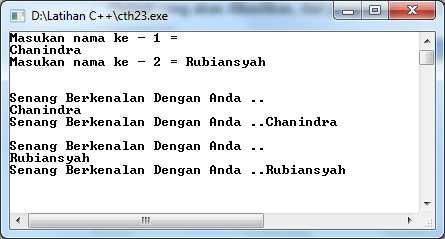 D:\Latihan C++\cth23.exe
Masukan nama ke - 1 =
Chanindra
Masukan nama ke - 2 = Rubiansyah
Senang Berkenalan Dengan Anda ..
Chanindra
Senang Berkenalan Dengan Anda ..Chanindra
Senang Berkenalan Dengan Anda ..
Rubiansyah
Senang Berkenalan Dengan Anda ..Rubiansyah